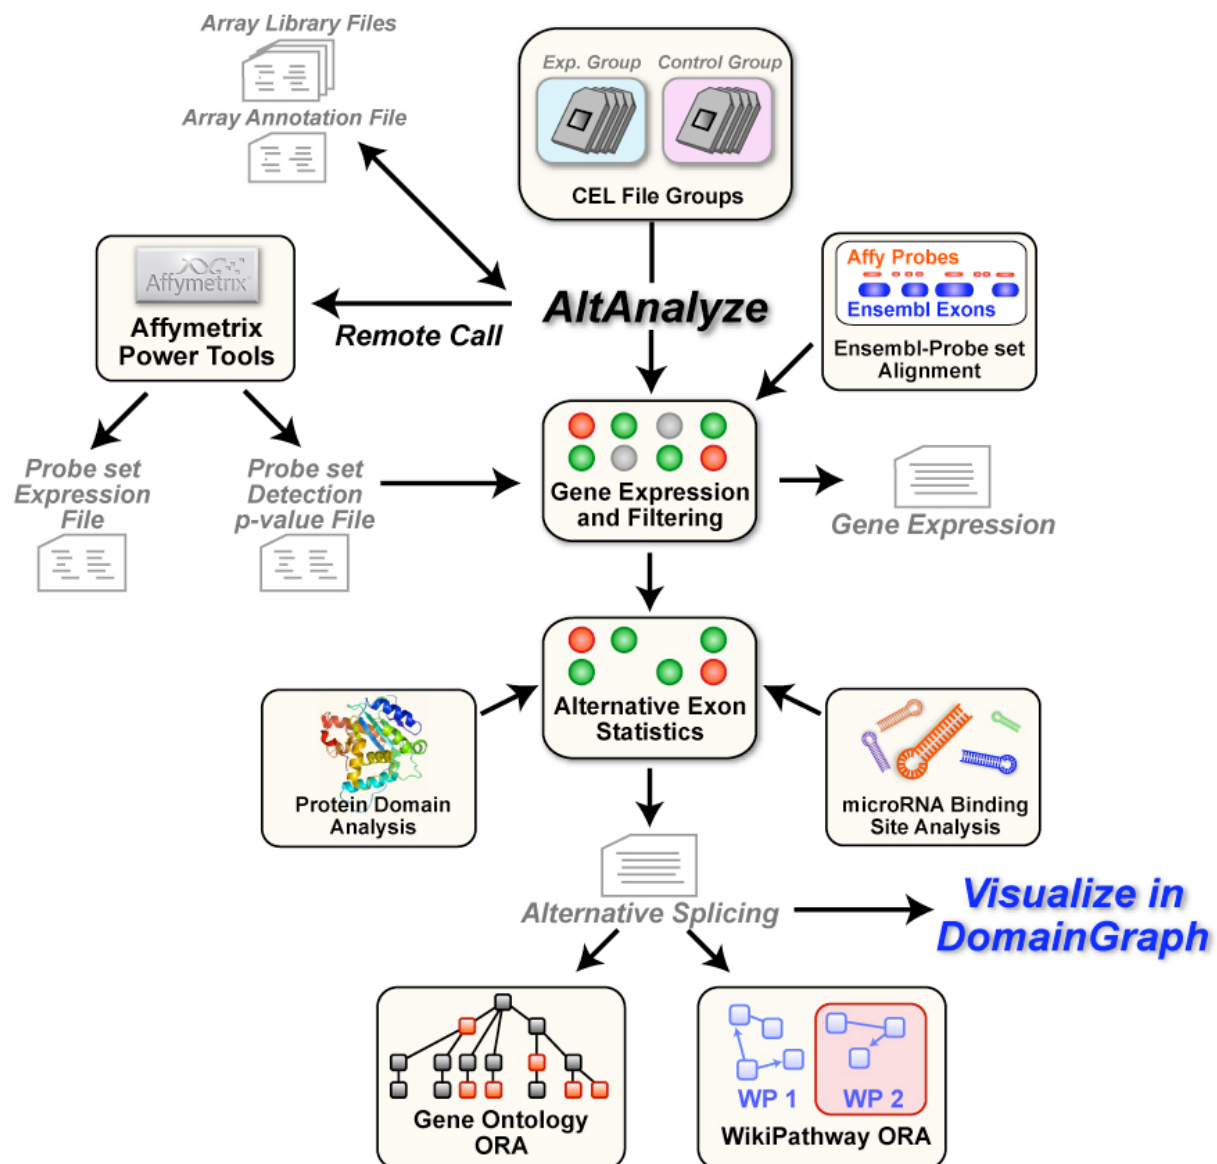 Array Library Files
Array Annotation File
Exp. Group
Control Group
CEL File Groups
Affymetrix
Affymetrix
Power Tools
Remote Call
AltAnalyze
Affy Probes
Ensembl Exons
Ensembl-Probe set
Alignment
Probe set
Expression
File
Probe set
Detection
p-value File
Gene Expression
and Filtering
Gene Expression
Alternative Exon
Statistics
Protein Domain
Analysis
microRNA Binding
Site Analysis
Alternative Splicing
Visualize in
DomainGraph
Gene Ontology
ORA
WP 1
WP 2
WikiPathway ORA